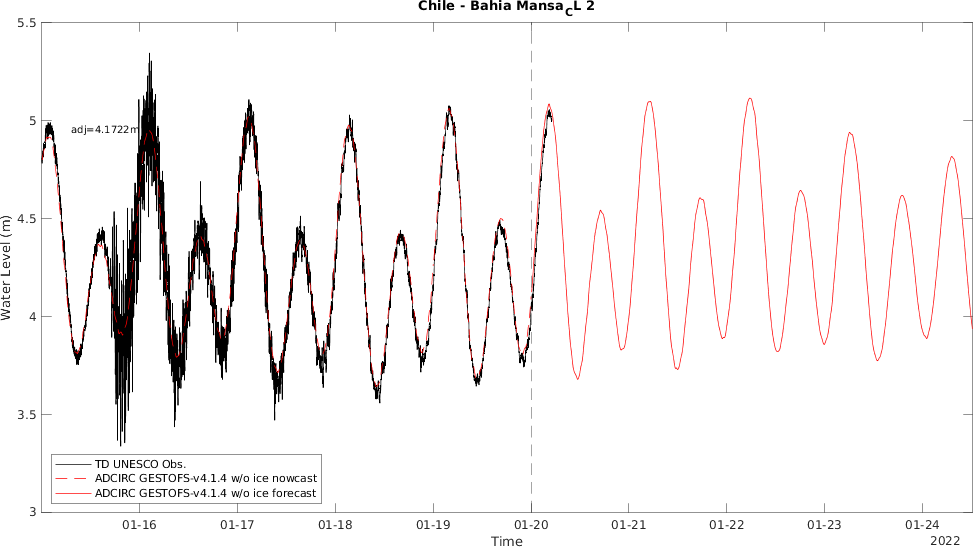 Chile - Bahia MansaCL 2
5.5
5
4.5
4
3.5
3
Water Level (m)
adj=4.1722m
TD UNESCO Obs.
ADCIRC GESTOFS-v4.1.4 w/o ice nowcast
ADCIRC GESTOFS-v4.1.4 w/o ice forecast
01-16 01-17 01-18 01-19 01-20 01-21 01-22 01-23 01-24
Time
2022